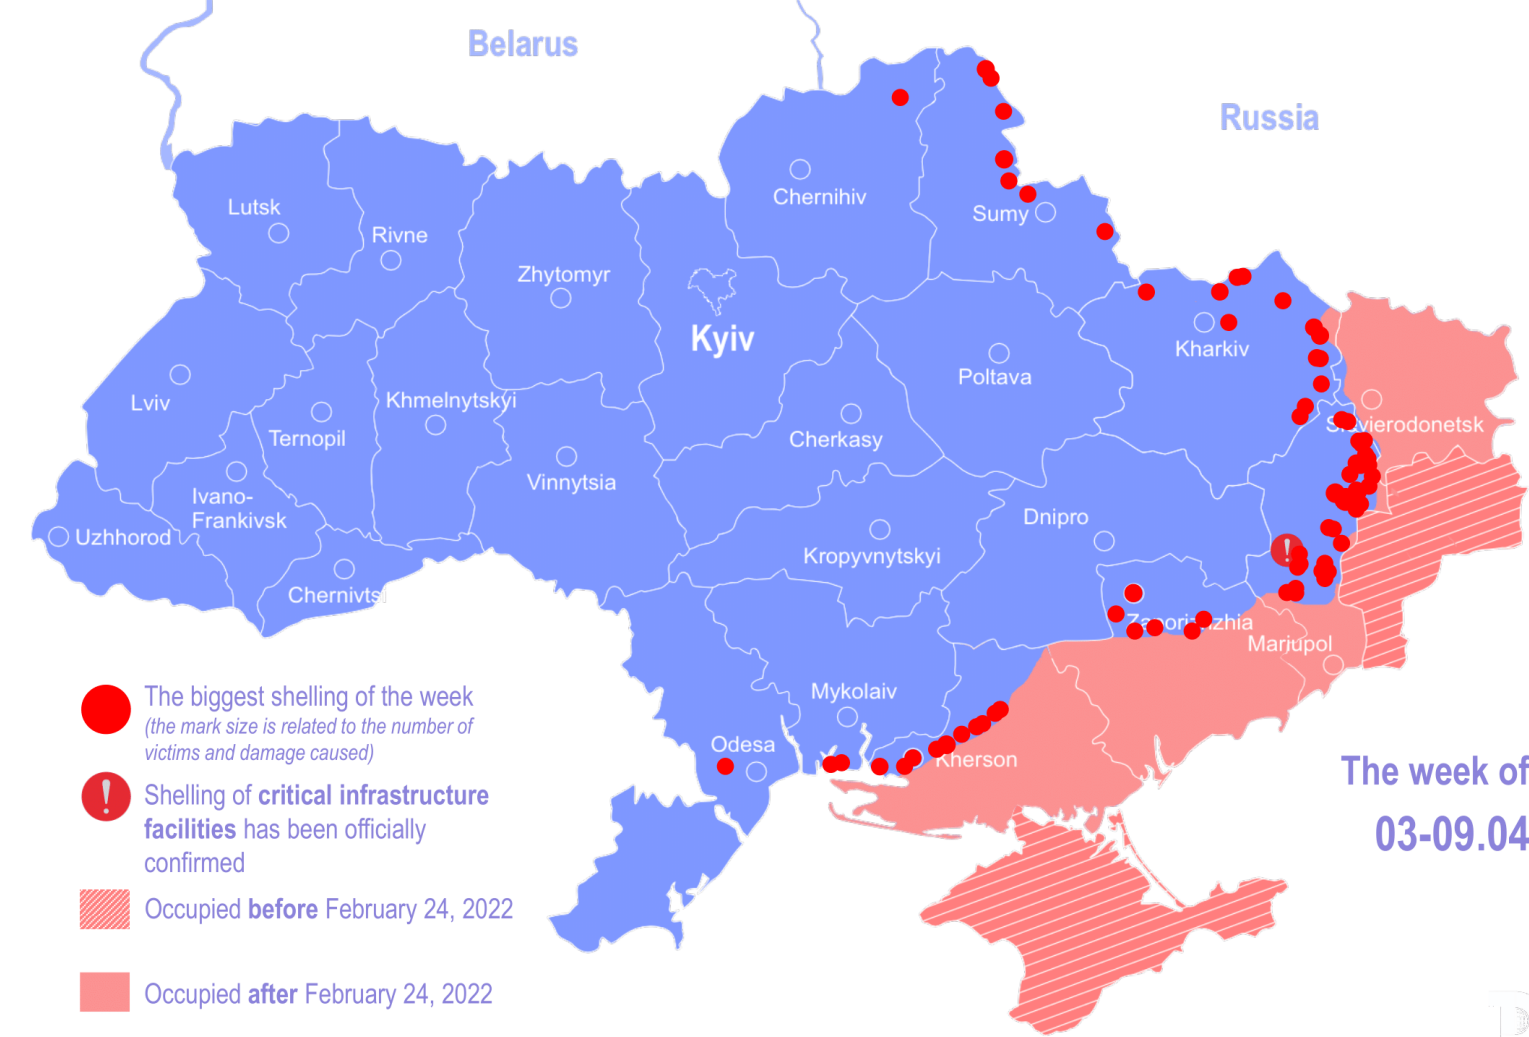 Belarus
Russia
Chernihiv
Lutsk
Sumy
Rivne
Zhytomyr
Kyiv
Kharkiv
Poltava
Lviv
Khmelnytskyi
Sievierodonetsk
Ternopil
Cherkasy
Vinnytsia
Ivano-
Frankivsk
Dnipro
Uzhhorod
Kropyvnytskyi
Chernivtsi
Zaporizhzhia
Mariupol
Mykolaiv
Odesa
Kherson
The biggest shelling of the week
(the mark size is related to the number of
victims and damage caused)
!
Shelling of critical infrastructure
facilities has been officially
confirmed
Occupied before February 24, 2022
Occupied after February 24, 2022
The week of
03-09.04